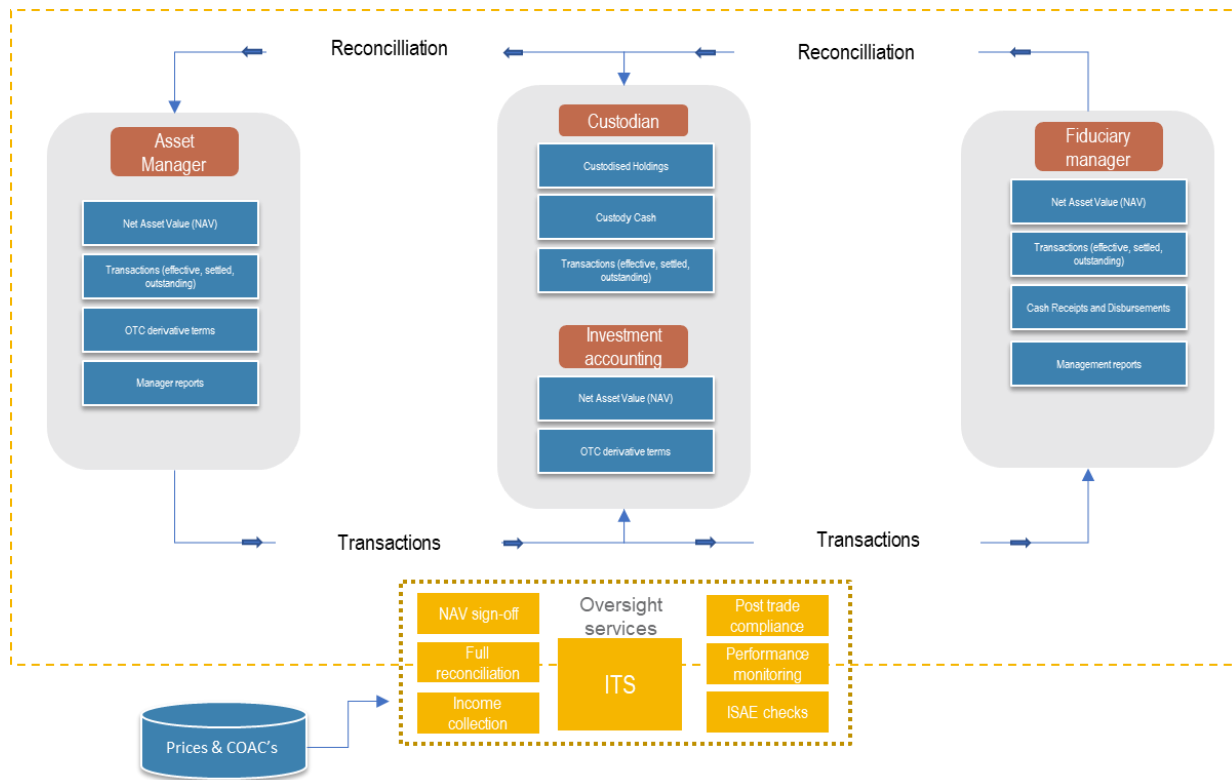 Reconcilliation
Reconcilliation
Asset
Manager
Net Asset Value (NAV)
Transactions (effective, settled,
outstanding)
OTC derivative terms
Manager reports
Custodian
Custodised Holdings
Custody Cash
Transactions (effective, settled,
outstanding)
Investment
accounting
Net Asset Value (NAV)
OTC derivative terms
Fiduciary
manager
Net Asset Value (NAV)
Transactions (effective, settled,
outstanding)
Cash Receipts and Disbursements
Management reports
Transactions
Transactions
NAV sign-off
Full
reconciliation
Income
collection
Oversight
services
ITS
Post trade
compliance
Performance
monitoring
ISAE checks
Prices & COAC's